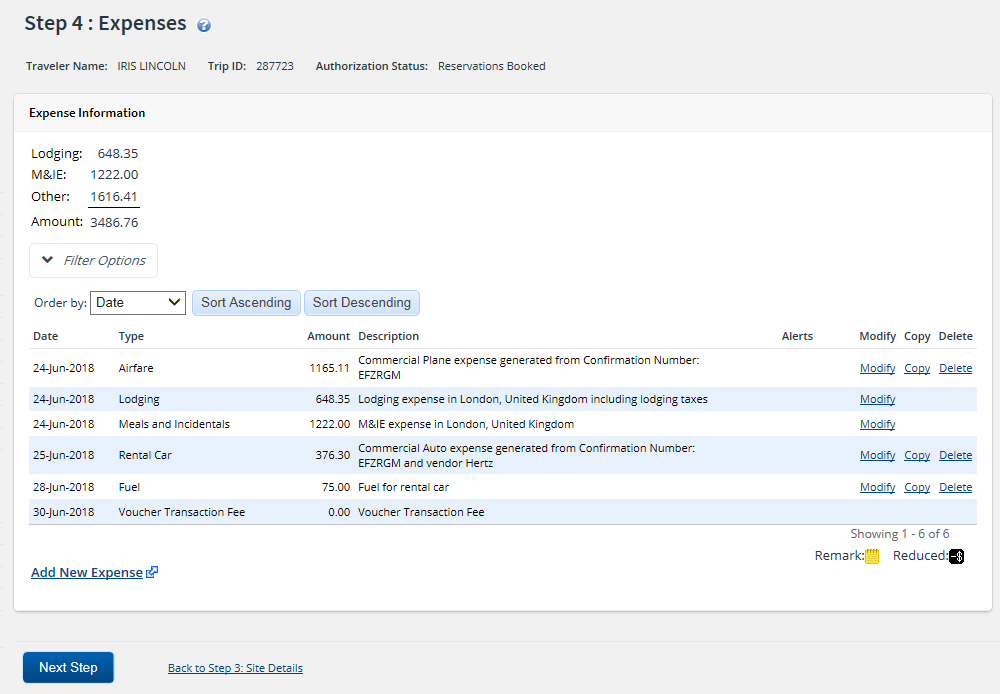 Step 4 : Expenses ?
Traveler Name: IRIS LINCOLN Trip ID: 287723 Authorization Status: Reservations Booked
Expense Information
Lodging: 648.35
M&IE: 1222.00
Other: 1616.41
Amount: 3486.76
Filter Options
Order by: Date Sort Ascending Sort Descending
Date Type Amount Description Alerts Modify Copy Delete
24-Jun-2018 Airfare 1165.11 Commercial Plane expense generated from Confirmation Number: Modify Copy Delete
EFZRGM
24-Jun-2018 Lodging 648.35 Lodging expense in London, United Kingdom including lodging taxes Modify
24-Jun-2018 Meals and Incidentals 1222.00 M&IE expense in London, United Kingdom Modify
25-Jun-2018 Rental Car 376.30 Commercial Auto expense generated from Confirmation Number: Modify Copy Delete
EFZRGM and vendor Hertz
28-Jun-2018 Fuel 75.00 Fuel for rental car Modify Copy Delete
30-Jun-2018 Voucher Transaction Fee 0.00 Voucher Transaction Fee
Showing 1 - 6 of 6
Remark: Reduced: -$
Add New Expense
Next Step Back to Step 3: Site Details